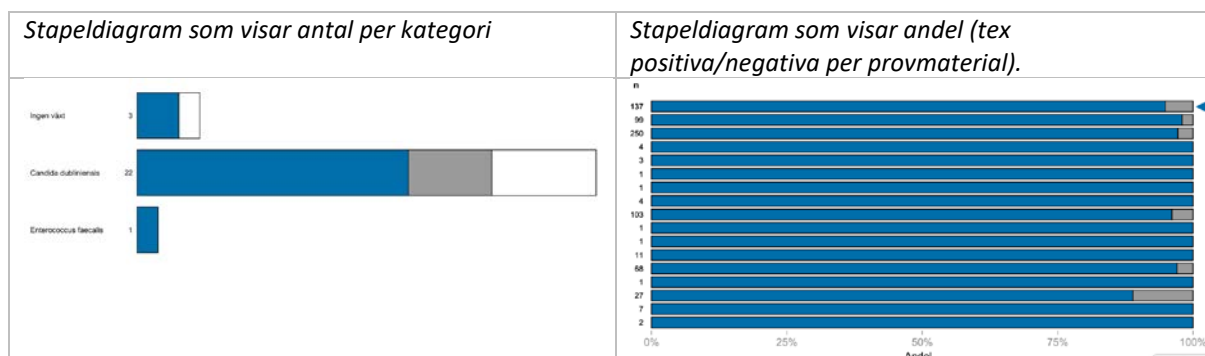 Stapeldiagram som visar antal per kategori
Ingen växt 3
Candida dubliniensis 22
Enterococcus faecalis 1
Stapeldiagram som visar andel (tex
positiva/negativa per provmaterial).
n
137
99
250
4
3
1
1
4
103
1
1
11
68
1
27
7
2
0% 25% 50% 75% 100%
Andel